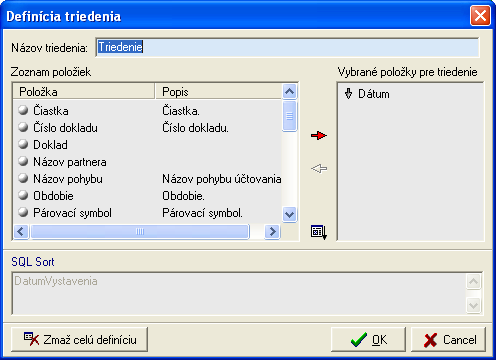 Definícia triedenia
Názov triedenia: Triedenie
Zoznam položiek
Vybrané položky pre triedenie
Položka Popis
Čiastka Čiastka.
Číslo dokladu Číslo dokladu.
Doklad
Názov partnera
Názov pohybu Názov pohybu účtovania
Obdobie Obdobie.
Párovací symbol Párovací symbol.
Dátum
SQL Sort
DatumVystavenia
Zmaž celú definíciu
OK
Cancel